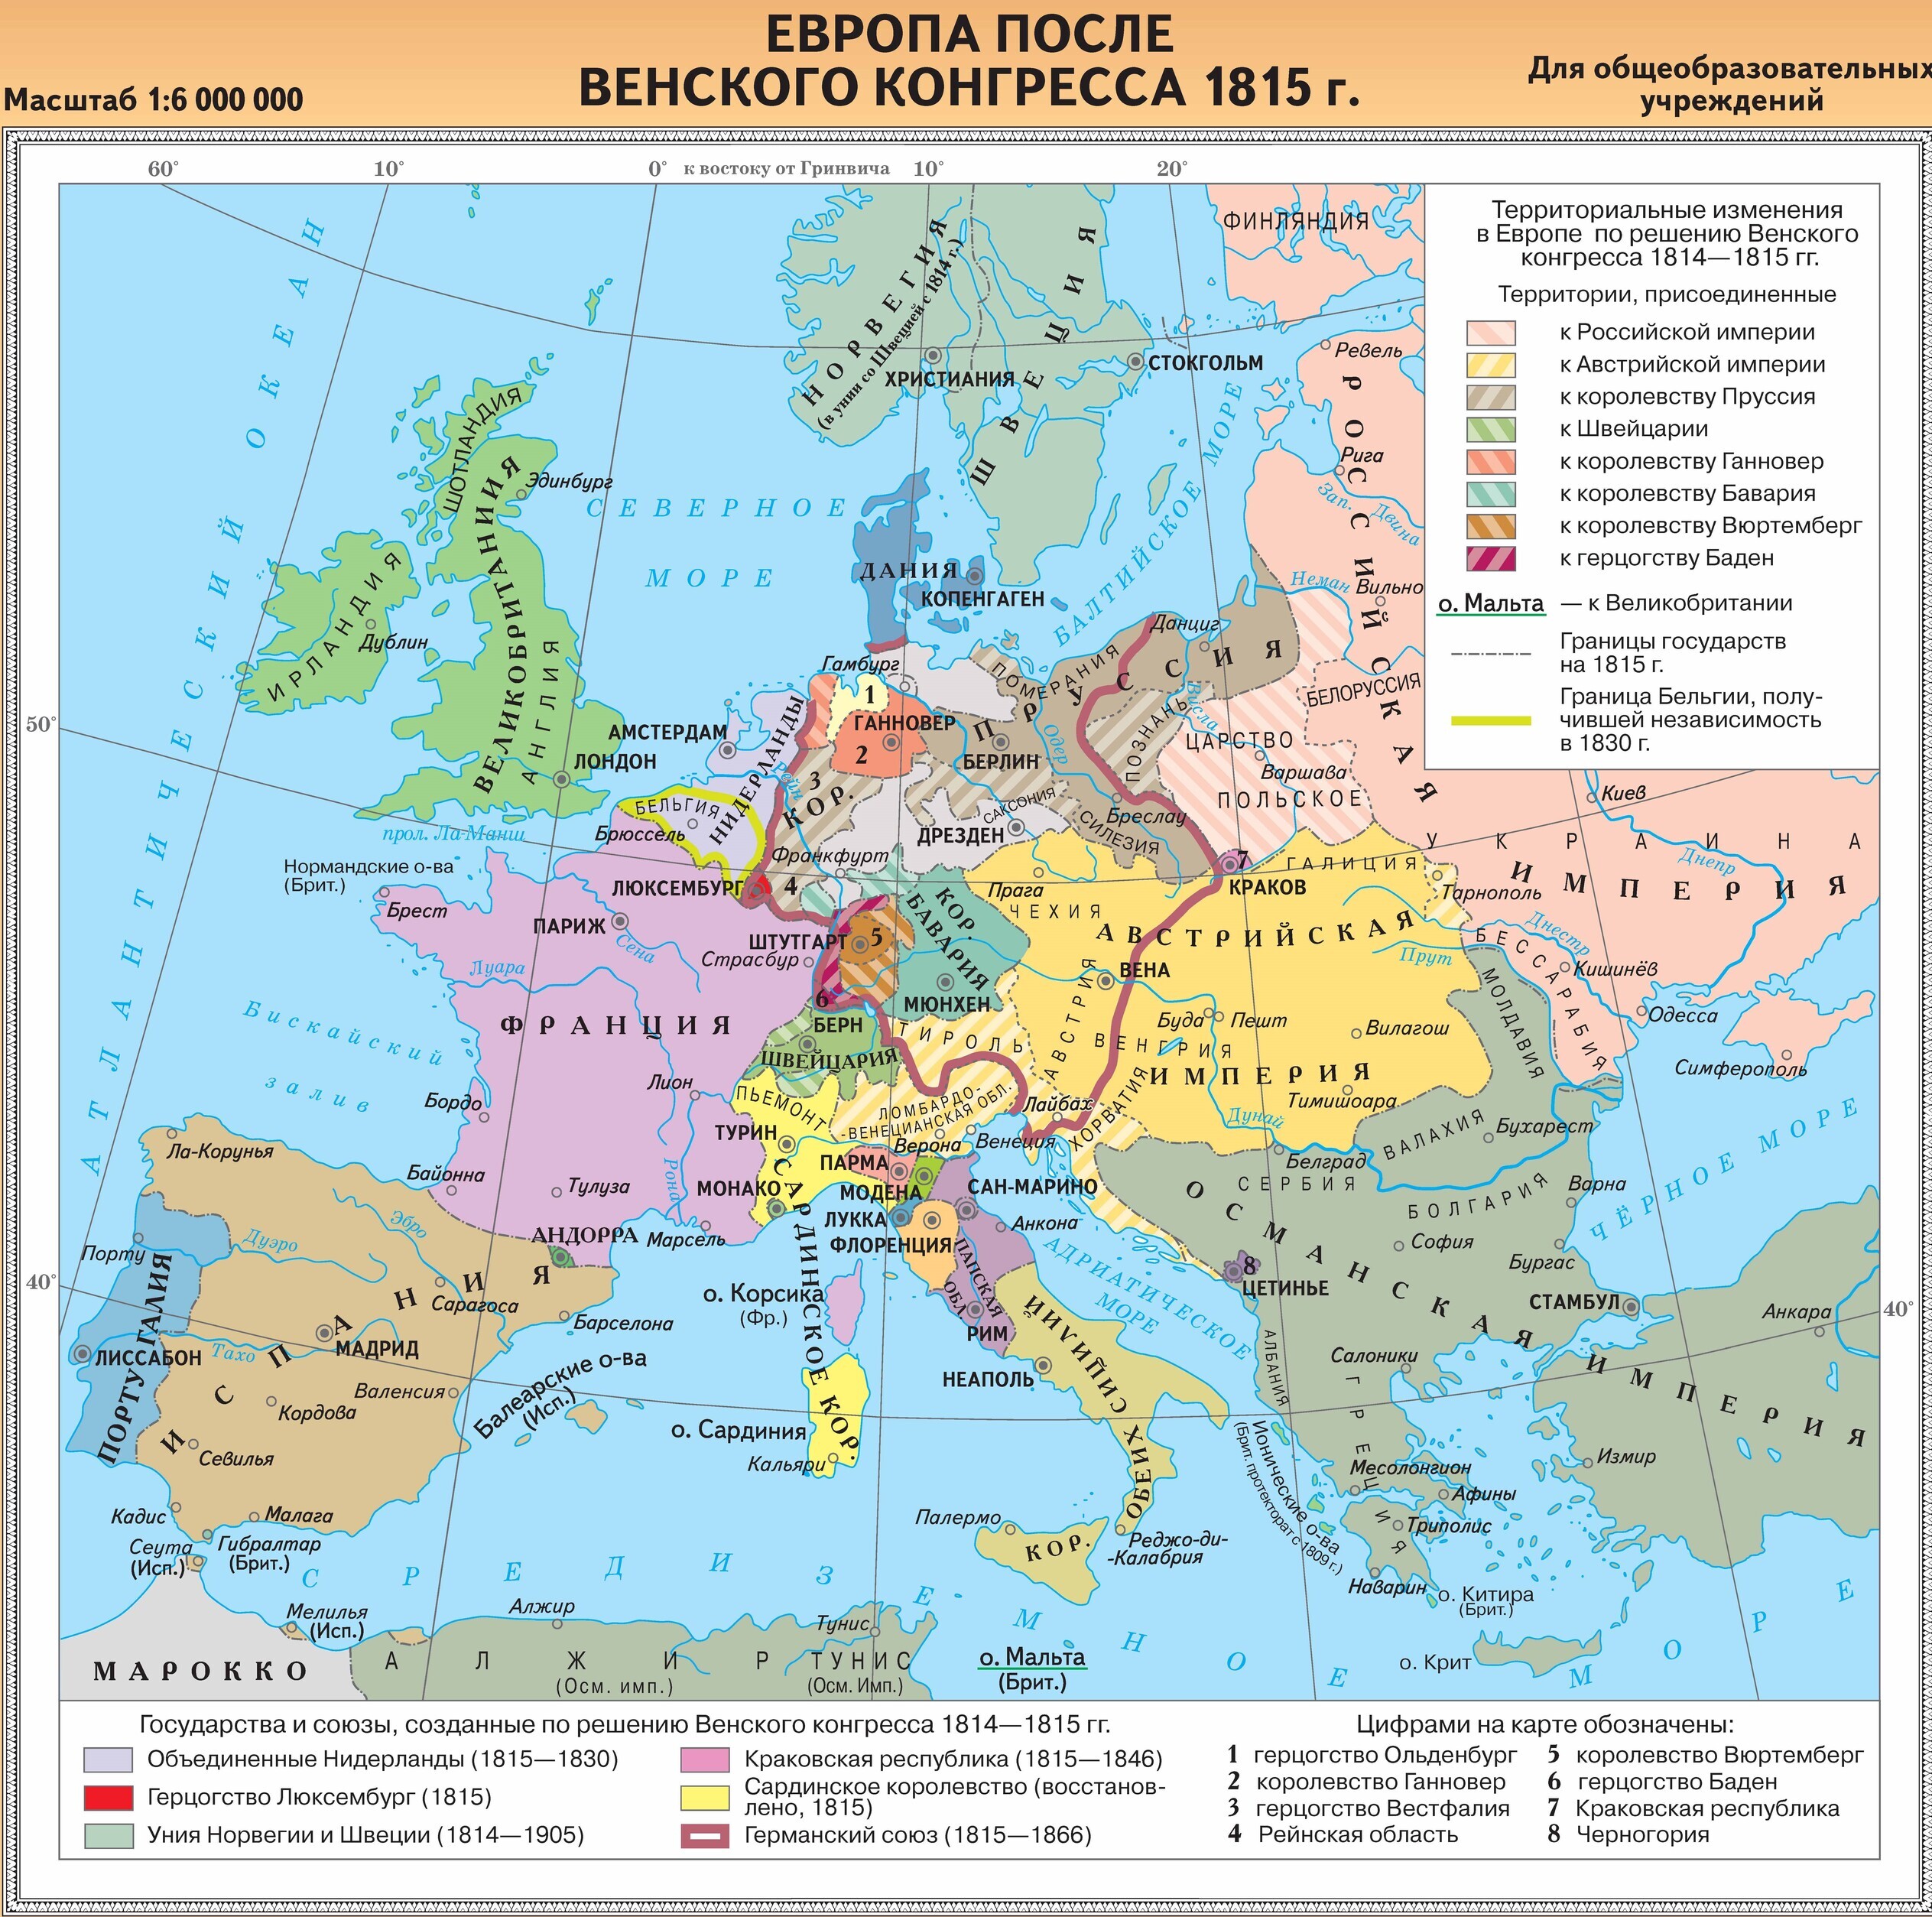 ЕВРОПА ПОСЛЕ
ВЕНСКОГО КОНГРЕССА 1815 г.
Масштаб 1:6 000 000
Для общеобразовательных
учреждений
60°
10°
0°
к востоку от Гринвича
10°
20°
50°
40°
40°
Территориальные изменения
в Европе по решению Венского
конгресса 1814—1815 гг.
Территории, присоединенные
к Российской империи
к Австрийской империи
к королевству Пруссия
к Швейцарии
к королевству Ганновер
к королевству Бавария
к королевству Вюртемберг
к герцогству Баден
о. Мальта — к Великобритании
Границы государств
на 1815 г.
Граница Бельгии, полу-
чившей независимость
в 1830 г.
АТЛАНТИЧЕСКИЙ ОКЕАН
СЕВЕРНОЕ
МОРЕ
БАЛТИЙСКОЕ МОРЕ
НОРВЕГИЯ
(в унии со Швецией с 1814 г.)
ХРИСТИАНИЯ
ШВЕЦИЯ
СТОКГОЛЬМ
ФИНЛЯНДИЯ
Ревель
Рига
Зап. Двина
РОССИЙСКАЯ
ИМПЕРИЯ
Неман
Вильно
БЕЛОРУССИЯ
Киев
УКРАИНА
Днепр
ШОТЛАНДИЯ
Эдинбург
ВЕЛИКОБРИТАНИЯ
АНГЛИЯ
ЛОНДОН
ИРЛАНДИЯ
Дублин
ДАНИЯ
КОПЕНГАГЕН
Гамбург
1
ГАННОВЕР
2
3
КОР.
ПРУССИЯ
ПОМЕРАНИЯ
Данциг
БЕРЛИН
Одер
Висла
ПОЗНАНЬ
ЦАРСТВО
Варшава
ПОЛЬСКОЕ
АМСТЕРДАМ
НИДЕРЛАНДЫ
Рейн
БЕЛЬГИЯ
Брюссель
прол. Ла-Манш
Нормандские о-ва
(Брит.)
Брест
ЛЮКСЕМБУРГ
4
Франкфурт
ДРЕЗДЕН
САКСОНИЯ
СИЛЕЗИЯ
Бреслау
7
КРАКОВ
ГАЛИЦИЯ
Тарнополь
Прага
ЧЕХИЯ
АВСТРИЙСКАЯ
ИМПЕРИЯ
КОР.
БАВАРИЯ
МЮНХЕН
ШТУТГАРТ
5
Страсбур
6
ПАРИЖ
Сена
Луара
ФРАНЦИЯ
Бискайский
залив
Лион
Бордо
Байонна
Тулуза
Рона
Марсель
БЕРН
ШВЕЙЦАРИЯ
ТИРОЛЬ
ВЕНА
АВСТРИЯ
Буда
Пешт
ВЕНГРИЯ
Вилагош
Тимишоара
Дунай
Лайбах
ХОРВАТИЯ
ЛОМБАРДО-
-ВЕНЕЦИАНСКАЯ ОБЛ.
Верона
Венеция
ПЬЕМОНТ
ТУРИН
САРДИНСКОЕ КОР.
МОНАКО
ПАРМА
МОДЕНА
ЛУККА
ФЛОРЕНЦИЯ
САН-МАРИНО
Анкона
ПАПСКАЯ
ОБЛ.
РИМ
НЕАПОЛЬ
КОР.
ОБЕИХ СИЦИЛИЙ
Палермо
Реджо-ди-
-Калабрия
АДРИАТИЧЕСКОЕ
МОРЕ
о. Корсика
(Фр.)
о. Сардиния
Кальяри
Прут
Днестр
БЕССАРАБИЯ
Кишинёв
МОЛДАВИЯ
Одесса
Симферополь
ЧЁРНОЕ МОРЕ
ВАЛАХИЯ
Бухарест
Белград
СЕРБИЯ
БОЛГАРИЯ
Варна
София
Бургас
ОСМАНСКАЯ ИМПЕРИЯ
8
ЦЕТИНЬЕ
СТАМБУЛ
Анкара
АЛБАНИЯ
Салоники
ГРЕЦИЯ
Месолонгион
Афины
Триполис
Наварин
о. Китира
(Брит.)
Измир
о. Крит
Ионические о-ва
(Брит. протекторат с 1809 г.)
Ла-Корунья
Порту
Дуэро
Эбро
АНДОРРА
Сарагоса
Барселона
ИСПАНИЯ
МАДРИД
ПОРТУГАЛИЯ
ЛИССАБОН
Тахо
Валенсия
Кордова
Севилья
Балеарские о-ва
(Исп.)
Кадис
Малага
Сеута
(Исп.)
Гибралтар
(Брит.)
Мелилья
(Исп.)
СРЕДИЗЕМНОЕ МОРЕ
МАРОККО
Алжир
АЛЖИР
(Осм. имп.)
Тунис
ТУНИС
(Осм. Имп.)
о. Мальта
(Брит.)
Государства и союзы, созданные по решению Венского конгресса 1814—1815 гг.
Объединенные Нидерланды (1815—1830)
Герцогство Люксембург (1815)
Уния Норвегии и Швеции (1814—1905)
Краковская республика (1815—1846)
Сардинское королевство (восстанов-
лено, 1815)
Германский союз (1815—1866)
Цифрами на карте обозначены:
1 герцогство Ольденбург
2 королевство Ганновер
3 герцогство Вестфалия
4 Рейнская область
5 королевство Вюртемберг
6 герцогство Баден
7 Краковская республика
8 Черногория